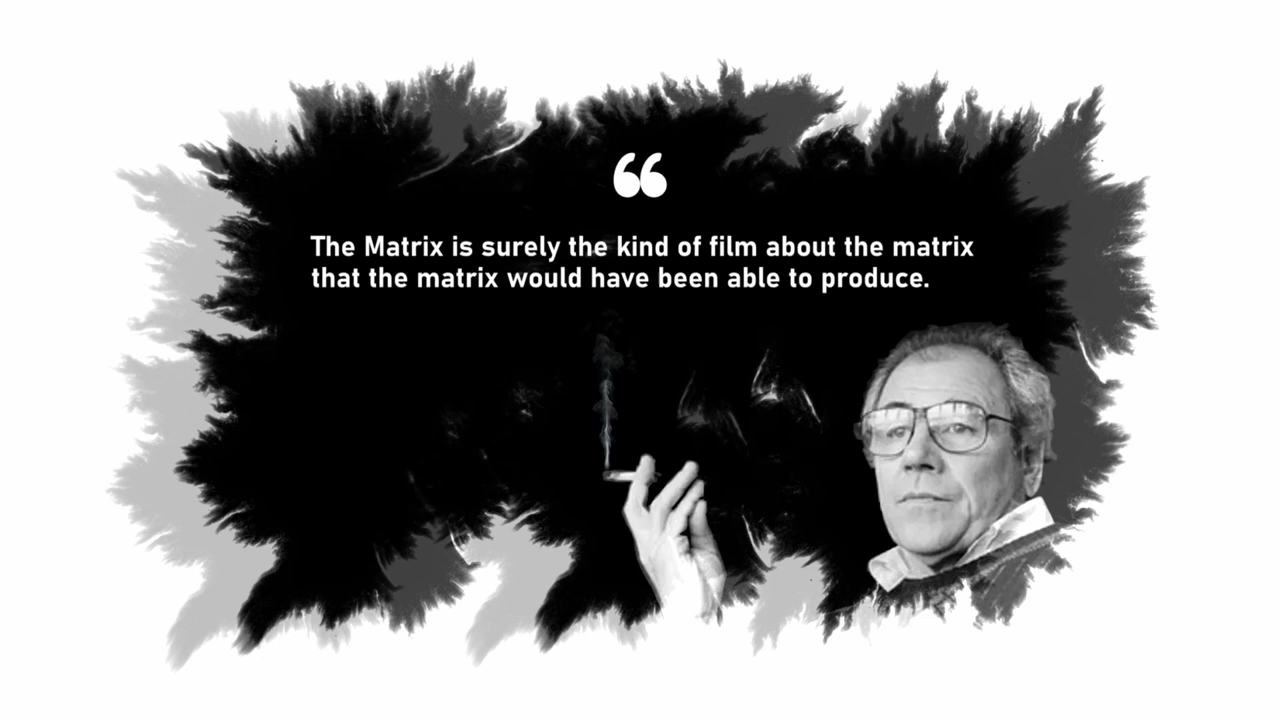 “
The Matrix is surely the kind of film about the matrix
that the matrix would have been able to produce.